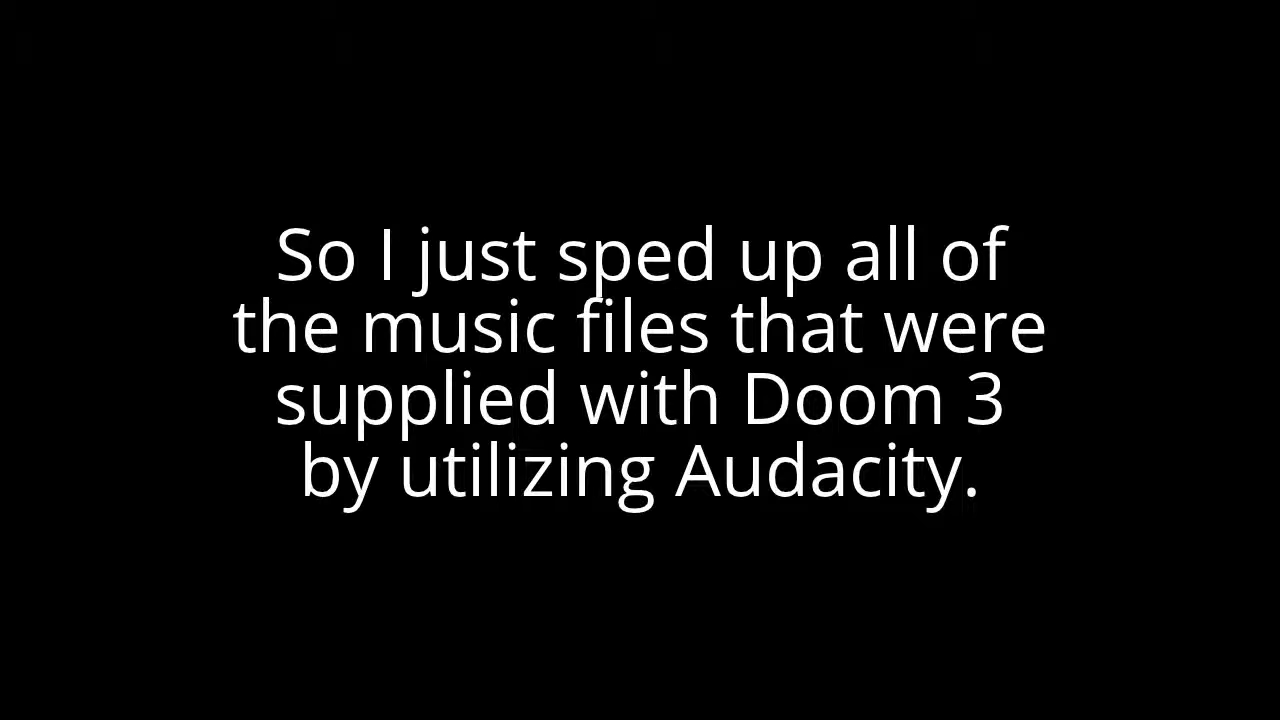 So I just sped up all of
the music files that were
supplied with Doom 3
by utilizing Audacity.